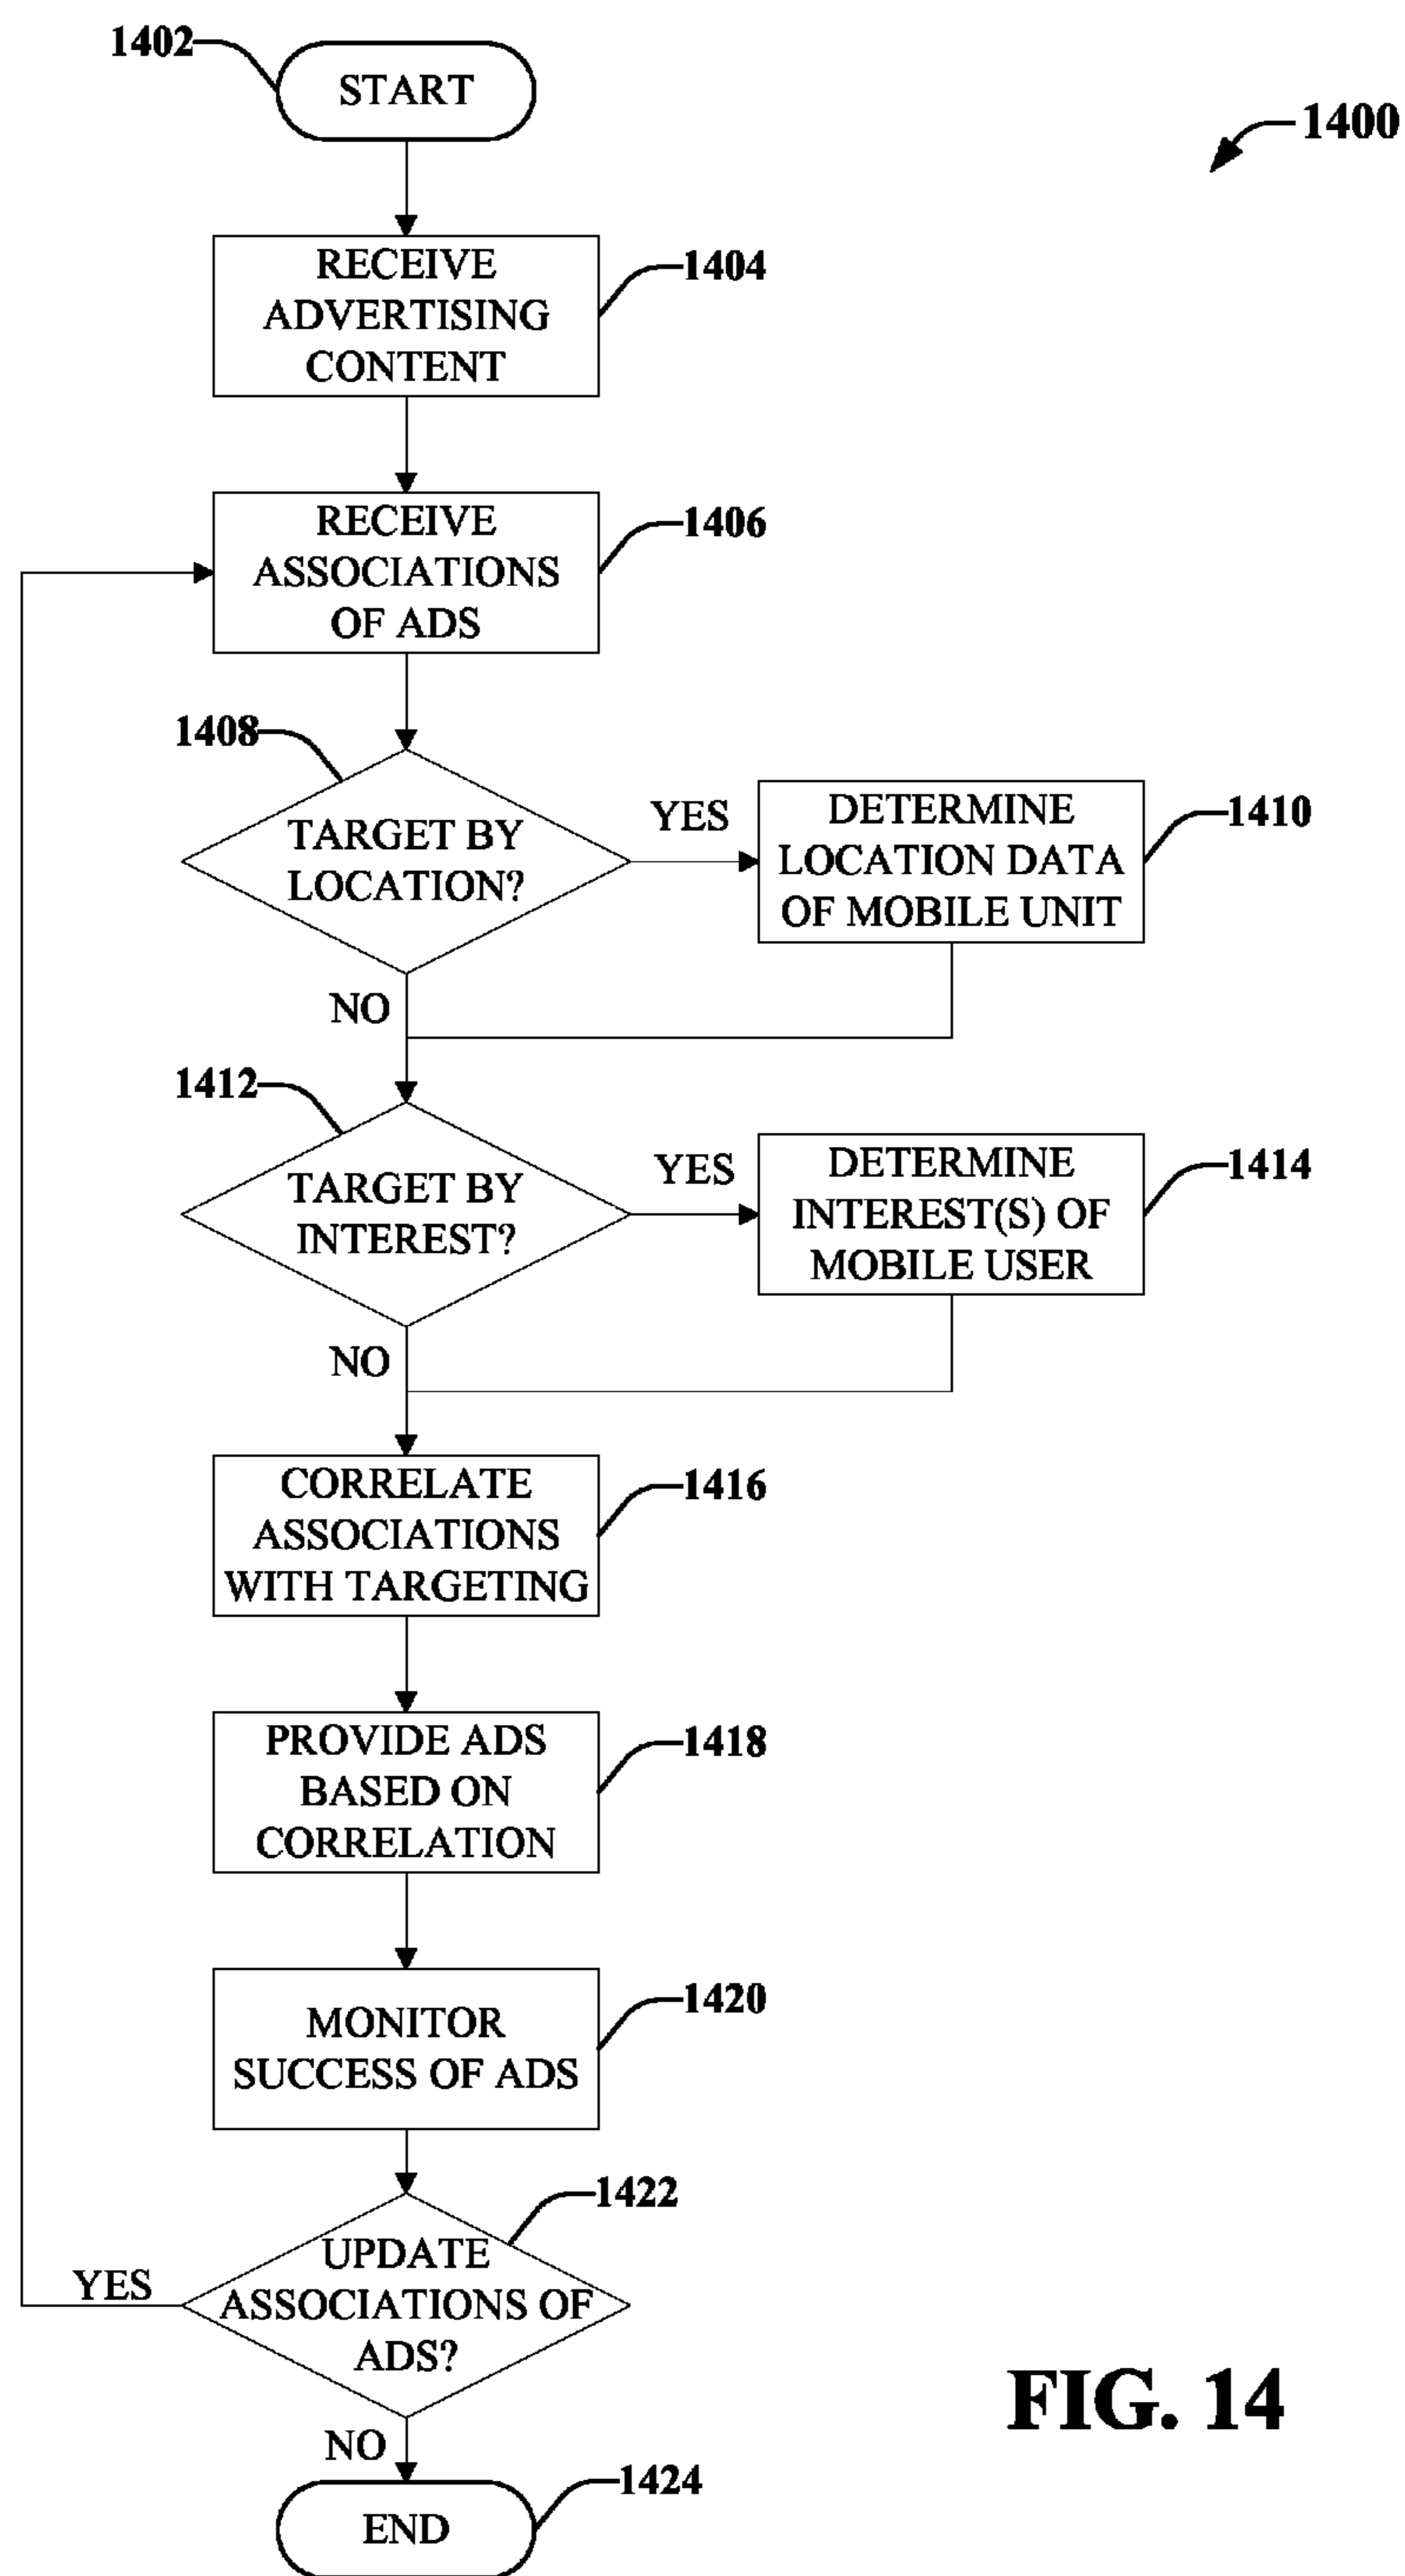 1402
START
1400
RECEIVE
ADVERTISING
CONTENT
1404
RECEIVE
ASSOCIATIONS
OF ADS
1406
1408
TARGET BY
LOCATION?
YES
DETERMINE
LOCATION DATA
OF MOBILE UNIT
1410
NO
1412
TARGET BY
INTEREST?
YES
DETERMINE
INTEREST(S) OF
MOBILE USER
1414
NO
CORRELATE
ASSOCIATIONS
WITH TARGETING
1416
PROVIDE ADS
BASED ON
CORRELATION
1418
MONITOR
SUCCESS OF ADS
1420
1422
UPDATE
ASSOCIATIONS OF
ADS?
YES
NO
END
1424
FIG. 14